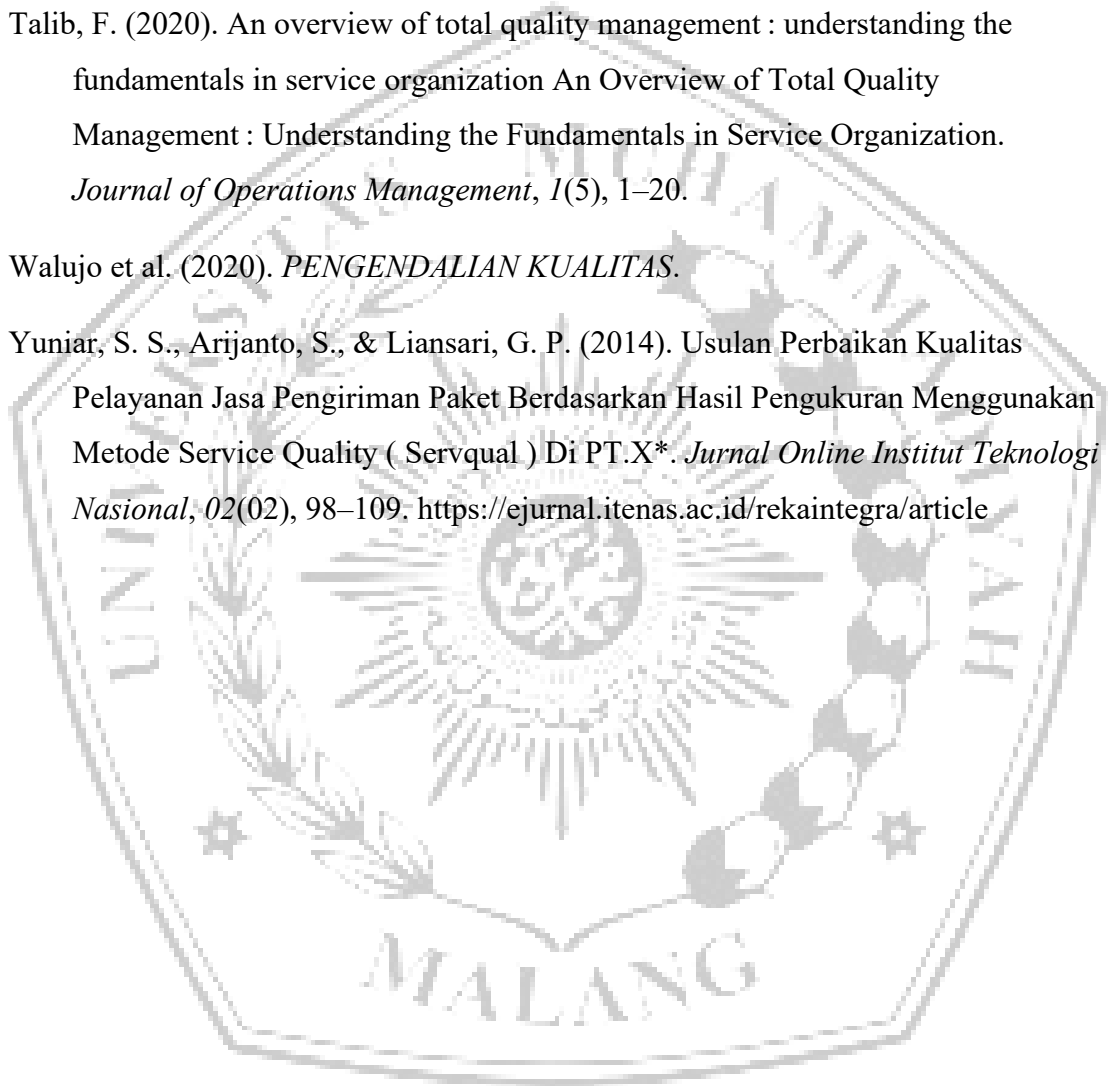 Talib, F. (2020). An overview of total quality management : understanding the
fundamentals in service organization An Overview of Total Quality
Management : Understanding the Fundamentals in Service Organization.
Journal of Operations Management, 1(5), 1–20.
Walujo et al. (2020). PENGENDALIAN KUALITAS.
Yuniar, S. S., Arijanto, S., & Liansari, G. P. (2014). Usulan Perbaikan Kualitas
Pelayanan Jasa Pengiriman Paket Berdasarkan Hasil Pengukuran Menggunakan
Metode Service Quality ( Servqual ) Di PT.X*. Jurnal Online Institut Teknologi
Nasional, 02(02), 98–109. https://ejurnal.itenas.ac.id/rekaintegra/article
UNIVERSITAS MUHAMMADIYAH
MALANG